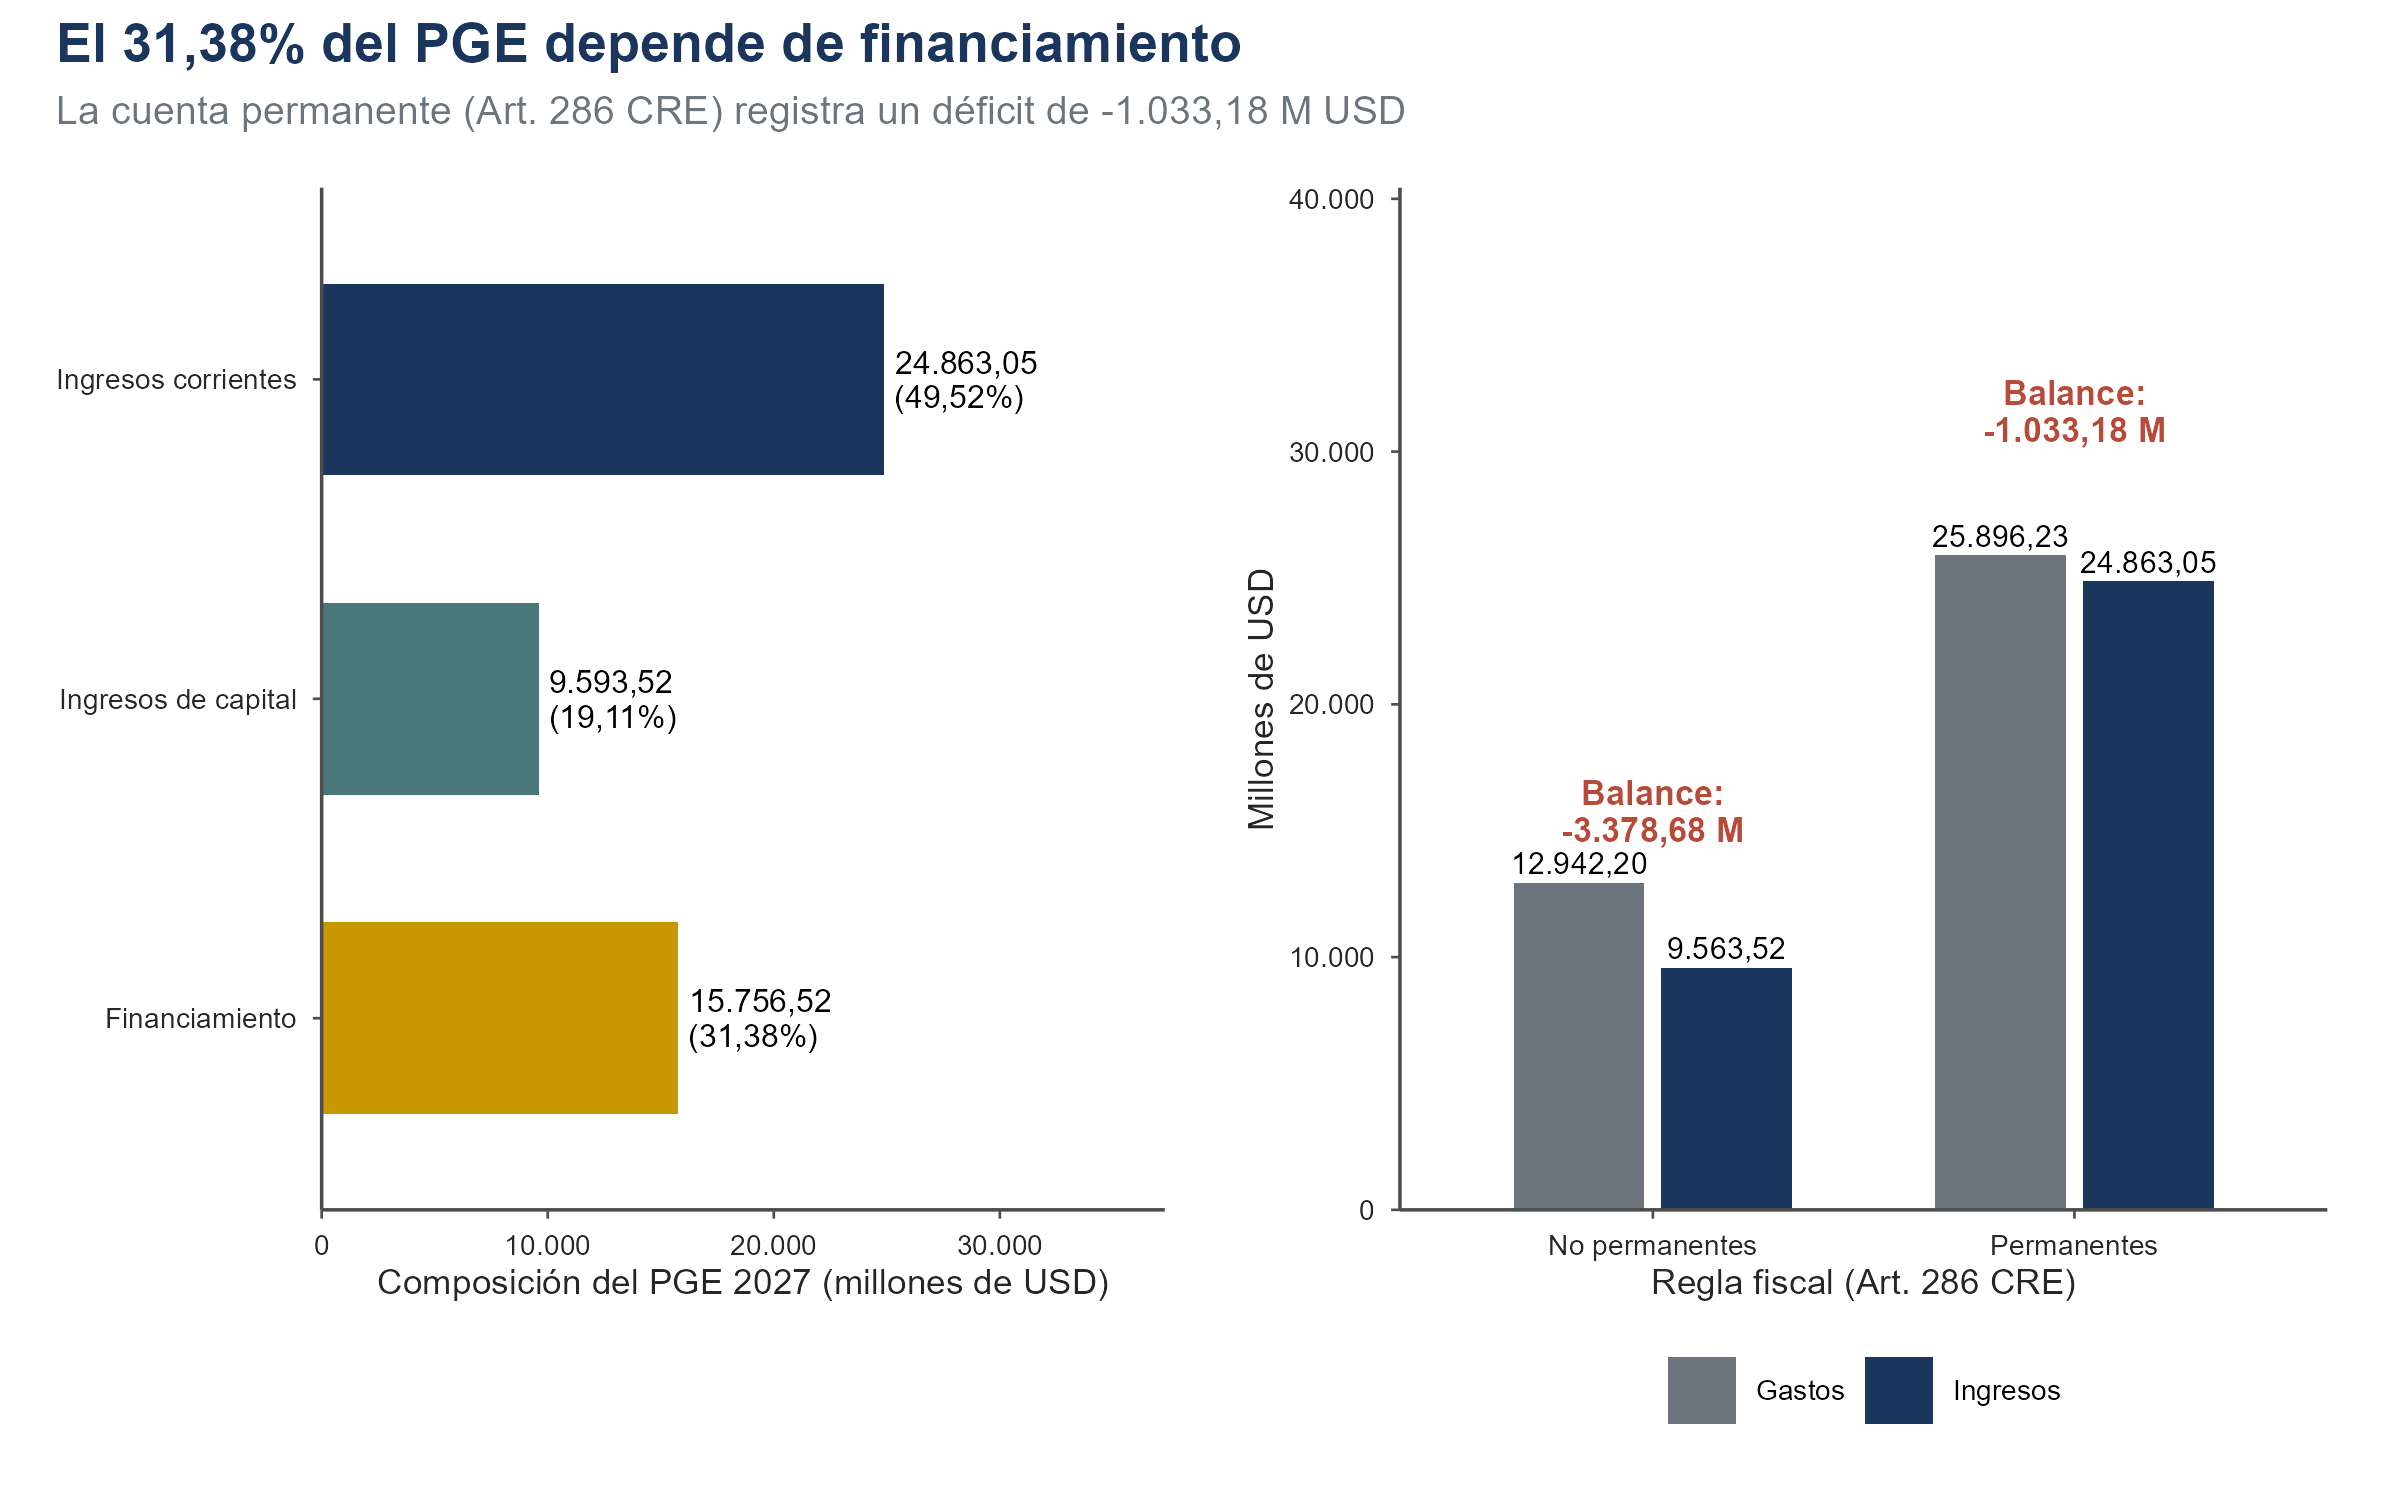 El 31,38% del PGE depende de financiamiento
La cuenta permanente (Art. 286 CRE) registra un déficit de -1.033,18 M USD
Ingresos corrientes
24.863,05
(49,52%)
Ingresos de capital
9.593,52
(19,11%)
Financiamiento
15.756,52
(31,38%)
0
10.000
20.000
30.000
Composición del PGE 2027 (millones de USD)
Millones de USD
40.000
30.000
20.000
10.000
0
Balance:
-3.378,68 M
12.942,20
9.563,52
Balance:
-1.033,18 M
25.896,23
24.863,05
No permanentes
Permanentes
Regla fiscal (Art. 286 CRE)
Gastos
Ingresos